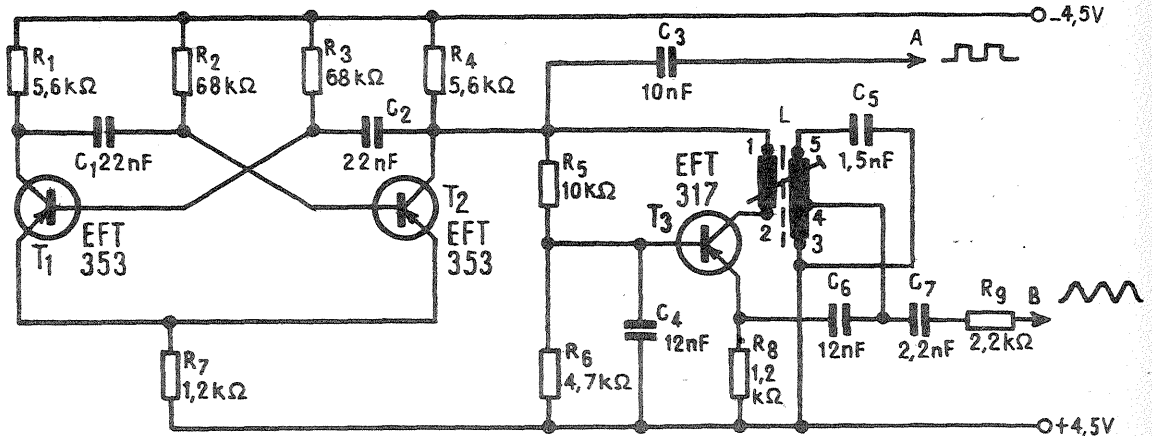 -4,5V
R1
5,6kΩ
R2
68kΩ
R3
68kΩ
R4
5,6kΩ
C3
10nF
A
C1 22nF
C2
22nF
L
C5
1,5nF
1
5
R5
10kΩ
EFT
317
T3
2
4
3
T1
EFT
353
T2
EFT
353
C4
12nF
C6
12nF
C7
2,2nF
R9
2,2kΩ
B
R7
1,2kΩ
R6
4,7kΩ
R8
1,2
kΩ
+4,5V